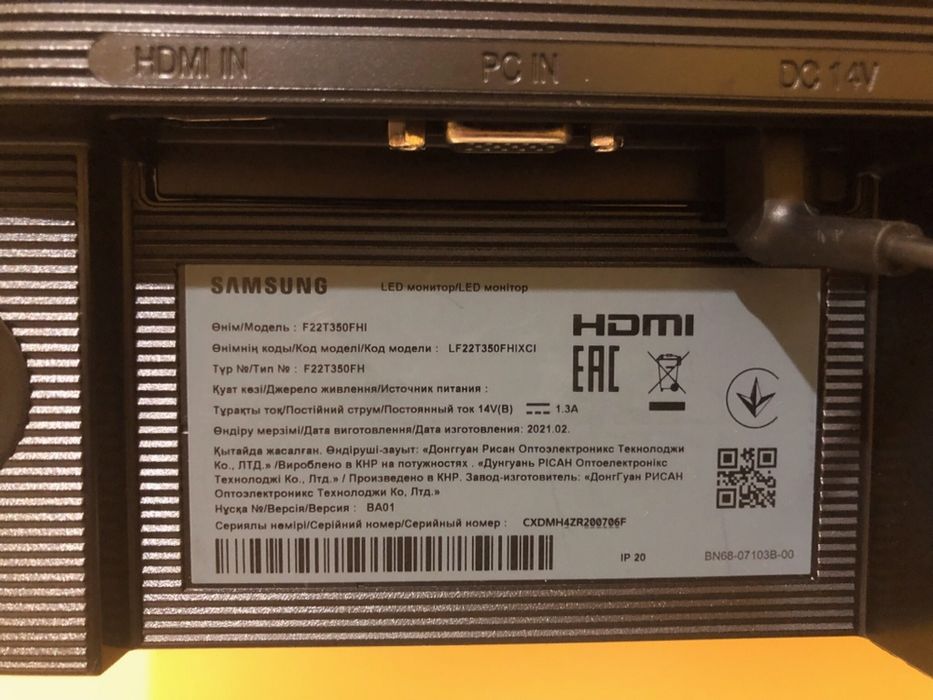 HDMI IN
PC IN
DC 14V
SAMSUNG
LED монитор/LED монітор
Өнім/Модель : F22T350FHI
Өнімнің коды/Код моделі/Код модели : LF22T350FHIXCI
Түр №/Тип № : F22T350FH
Қуат көзі/Джерело живлення/Источник питания :
Тұрақты тоқ/Постійний струм/Постоянный ток 14V(В) 1.3A
Өндіру мерзімі/Дата виготовлення/Дата изготовления: 2021.02.
Қытайда жасалған. Өндіруші-зауыт: «Донггуан Рисан Оптоэлектроникс Текнолоджи
Ко., ЛТД.» /Вироблено в КНР на потужностях . «Дунгуань РІСАН Оптоелектронікс
Технолоджі Ко., Лтд.» / Произведено в КНР. Завод-изготовитель: «ДонгГуан РИСАН
Оптоэлектроникс Технолоджи Ко, Лтд.»
Нұсқа №/Версія/Версия : BA01
Сериялы нөмірі/Серійний номер/Серийный номер : CXDMH4ZR200706F
HDMI
EAC
IP 20
BN68-07103B-00